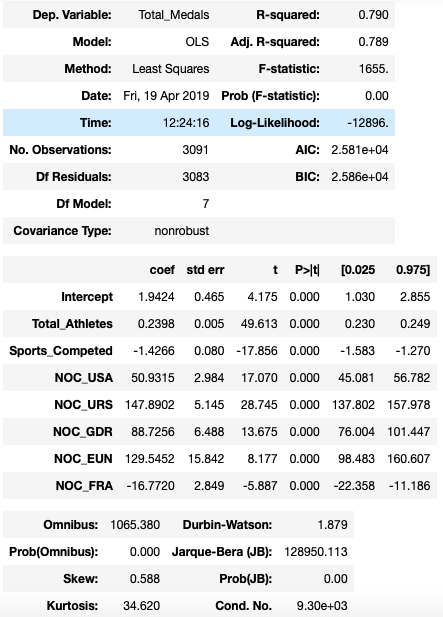 Dep. Variable: Total_Medals R-squared: 0.790
Model: OLS Adj. R-squared: 0.789
Method: Least Squares F-statistic: 1655.
Date: Fri, 19 Apr 2019 Prob (F-statistic): 0.00
Time: 12:24:16 Log-Likelihood: -12896.
No. Observations: 3091 AIC: 2.581e+04
Df Residuals: 3083 BIC: 2.586e+04
Df Model: 7
Covariance Type: nonrobust
coef std err t P>|t| [0.025 0.975]
Intercept 1.9424 0.465 4.175 0.000 1.030 2.855
Total_Athletes 0.2398 0.005 49.613 0.000 0.230 0.249
Sports_Competed -1.4266 0.080 -17.856 0.000 -1.583 -1.270
NOC_USA 50.9315 2.984 17.070 0.000 45.081 56.782
NOC_URS 147.8902 5.145 28.745 0.000 137.802 157.978
NOC_GDR 88.7256 6.488 13.675 0.000 76.004 101.447
NOC_EUN 129.5452 15.842 8.177 0.000 98.483 160.607
NOC_FRA -16.7720 2.849 -5.887 0.000 -22.358 -11.186
Omnibus: 1065.380 Durbin-Watson: 1.879
Prob(Omnibus): 0.000 Jarque-Bera (JB): 128950.113
Skew: 0.588 Prob(JB): 0.00
Kurtosis: 34.620 Cond. No. 9.30e+03